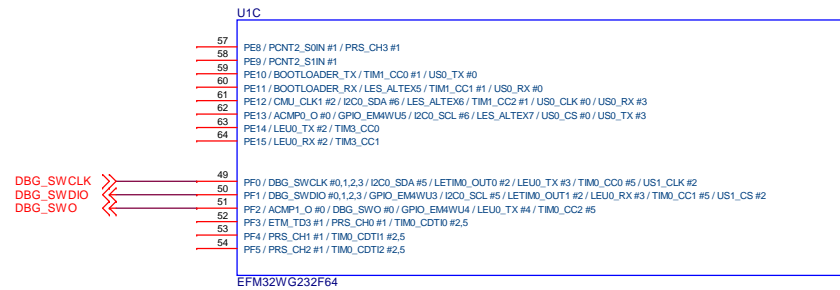 U1C
57 PE8 / PCNT2_S0IN #1 / PRS_CH3 #1
58 PE9 / PCNT2_S1IN #1
59 PE10 / BOOTLOADER_TX / TIM1_CC0 #1 / US0_TX #0
60 PE11 / BOOTLOADER_RX / LES_ALTEX5 / TIM1_CC1 #1 / US0_RX #0
61 PE12 / CMU_CLK1 #2 / I2C0_SDA #6 / LES_ALTEX6 / TIM1_CC2 #1 / US0_CLK #0 / US0_RX #3
62 PE13 / ACMP0_O #0 / GPIO_EM4WU5 / I2C0_SCL #6 / LES_ALTEX7 / US0_CS #0 / US0_TX #3
63 PE14 / LEU0_TX #2 / TIM3_CC0
64 PE15 / LEU0_RX #2 / TIM3_CC1
DBG_SWCLK 49 PF0 / DBG_SWCLK #0,1,2,3 / I2C0_SDA #5 / LETIM0_OUT0 #2 / LEU0_TX #3 / TIM0_CC0 #5 / US1_CLK #2
DBG_SWDIO 50 PF1 / DBG_SWDIO #0,1,2,3 / GPIO_EM4WU3 / I2C0_SCL #5 / LETIM0_OUT1 #2 / LEU0_RX #3 / TIM0_CC1 #5 / US1_CS #2
DBG_SWO 51 PF2 / ACMP1_O #0 / DBG_SWO #0 / GPIO_EM4WU4 / LEU0_TX #4 / TIM0_CC2 #5
52 PF3 / ETM_TD3 #1 / PRS_CH0 #1 / TIM0_CDTI0 #2,5
53 PF4 / PRS_CH1 #1 / TIM0_CDTI1 #2,5
54 PF5 / PRS_CH2 #1 / TIM0_CDTI2 #2,5
EFM32WG232F64